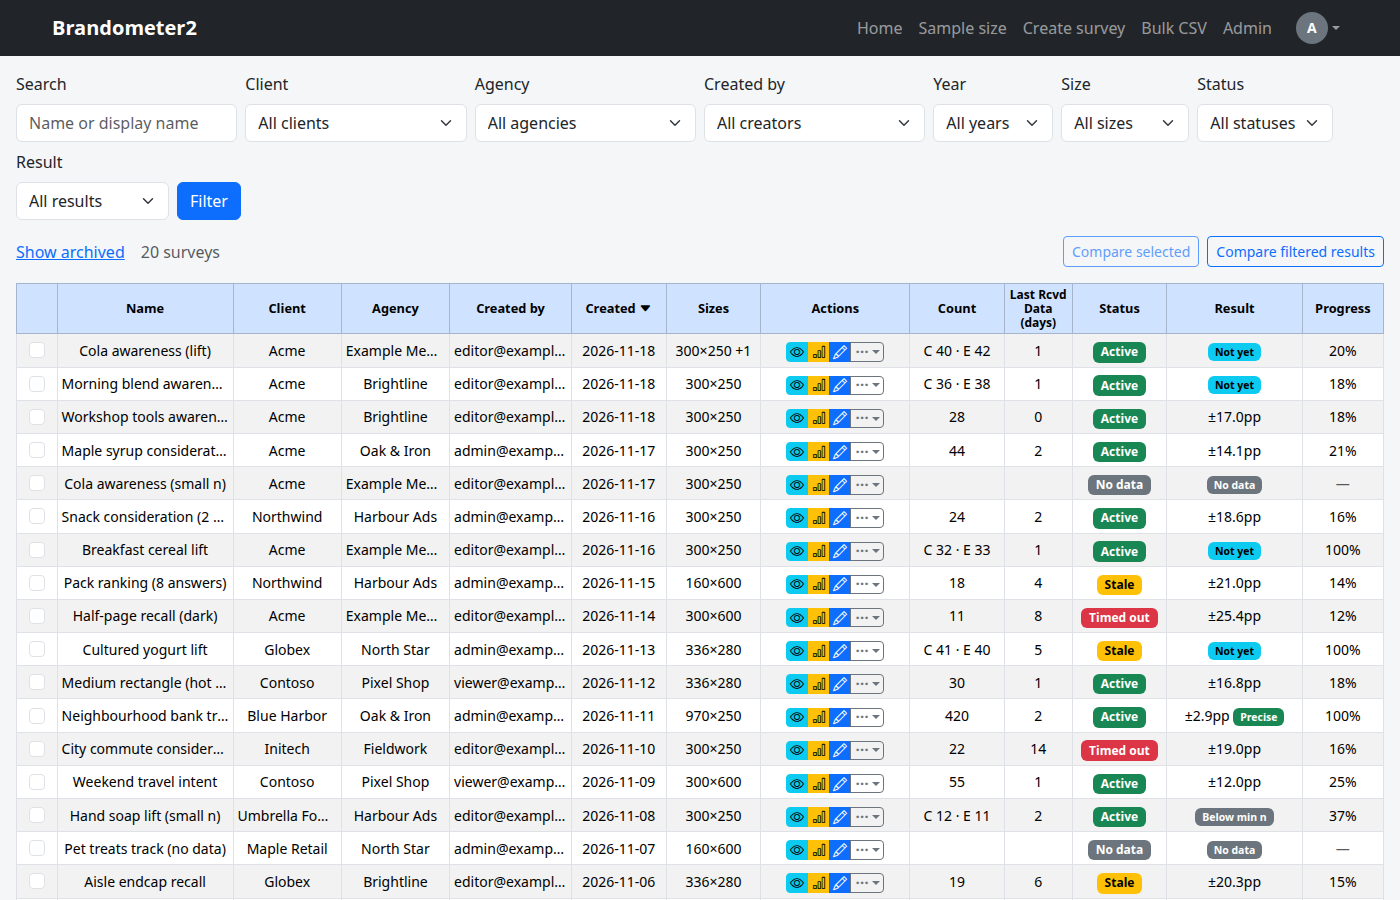 Brandometer2
Home Sample size Create survey Bulk CSV Admin A
Search Client Agency Created by Year Size Status
Name or display name All clients All agencies All creators All years All sizes All statuses
Result
All results Filter
Show archived 20 surveys Compare selected Compare filtered results
Name Client Agency Created by Created Sizes Actions Count Last Rcvd Data (days) Status Result Progress
Cola awareness (lift) Acme Example Me... editor@exampl... 2026-11-18 300×250 +1 C 40 · E 42 1 Active Not yet 20%
Morning blend awaren... Acme Brightline editor@exampl... 2026-11-18 300×250 C 36 · E 38 1 Active Not yet 18%
Workshop tools awaren... Acme Brightline editor@exampl... 2026-11-18 300×250 28 0 Active ±17.0pp 18%
Maple syrup considerat... Acme Oak & Iron admin@examp... 2026-11-17 300×250 44 2 Active ±14.1pp 21%
Cola awareness (small n) Acme Example Me... editor@exampl... 2026-11-17 300×250 No data No data —
Snack consideration (2 ... Northwind Harbour Ads admin@examp... 2026-11-16 300×250 24 2 Active ±18.6pp 16%
Breakfast cereal lift Acme Example Me... editor@exampl... 2026-11-16 300×250 C 32 · E 33 1 Active Not yet 100%
Pack ranking (8 answers) Northwind Harbour Ads admin@examp... 2026-11-15 160×600 18 4 Stale ±21.0pp 14%
Half-page recall (dark) Acme Example Me... editor@exampl... 2026-11-14 300×600 11 8 Timed out ±25.4pp 12%
Cultured yogurt lift Globex North Star admin@examp... 2026-11-13 336×280 C 41 · E 40 5 Stale Not yet 100%
Medium rectangle (hot ... Contoso Pixel Shop viewer@examp... 2026-11-12 336×280 30 1 Active ±16.8pp 18%
Neighbourhood bank tr... Blue Harbor Oak & Iron admin@examp... 2026-11-11 970×250 420 2 Active ±2.9pp Precise 100%
City commute consider... Initech Fieldwork editor@exampl... 2026-11-10 300×250 22 14 Timed out ±19.0pp 16%
Weekend travel intent Contoso Pixel Shop viewer@examp... 2026-11-09 300×600 55 1 Active ±12.0pp 25%
Hand soap lift (small n) Umbrella Fo... Harbour Ads editor@exampl... 2026-11-08 300×250 C 12 · E 11 2 Active Below min n 37%
Pet treats track (no data) Maple Retail North Star admin@examp... 2026-11-07 160×600 No data No data —
Aisle endcap recall Globex Brightline editor@exampl... 2026-11-06 336×280 19 6 Stale ±20.3pp 15%